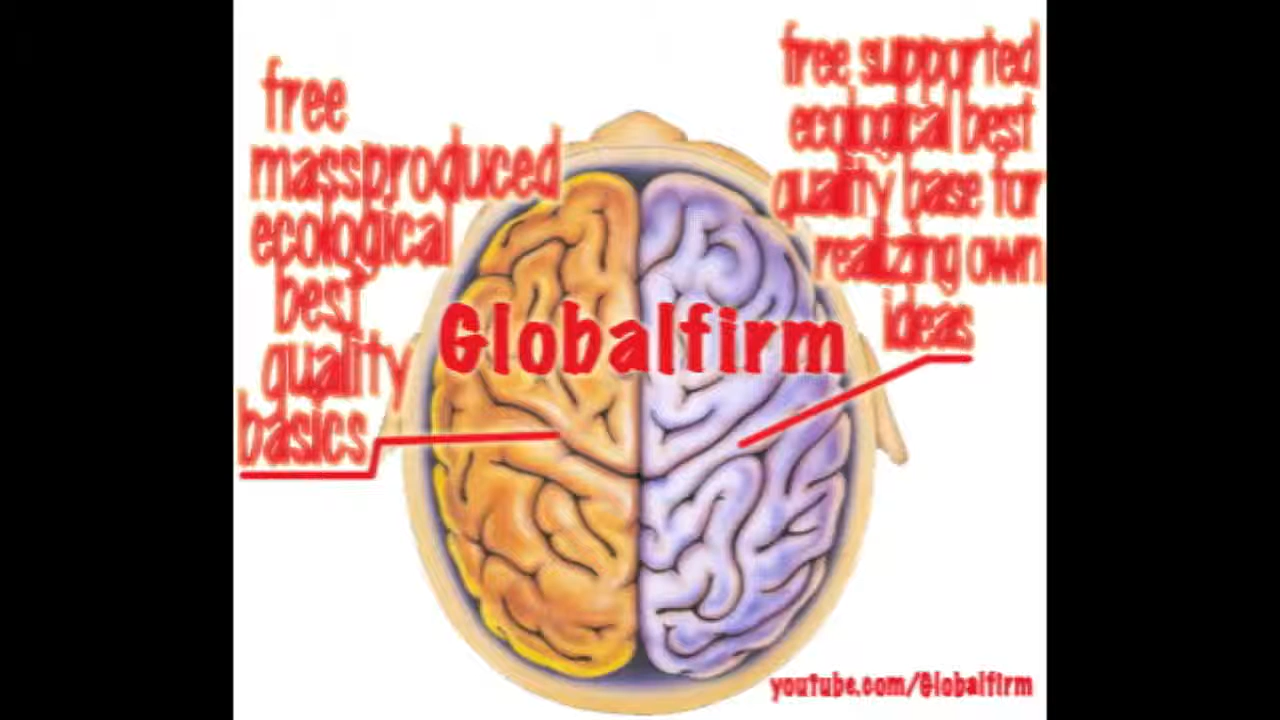 free
massproduced
ecological
best
quality
basics
free supported
ecological best
quality base for
realizing own
ideas
Globalfirm
youtube.com/Globalfirm